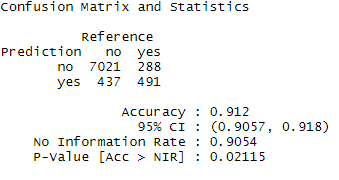 Confusion Matrix and Statistics
Reference
Prediction no yes
no 7021 288
yes 437 491
Accuracy : 0.912
95% CI : (0.9057, 0.918)
No Information Rate : 0.9054
P-Value [Acc > NIR] : 0.02115